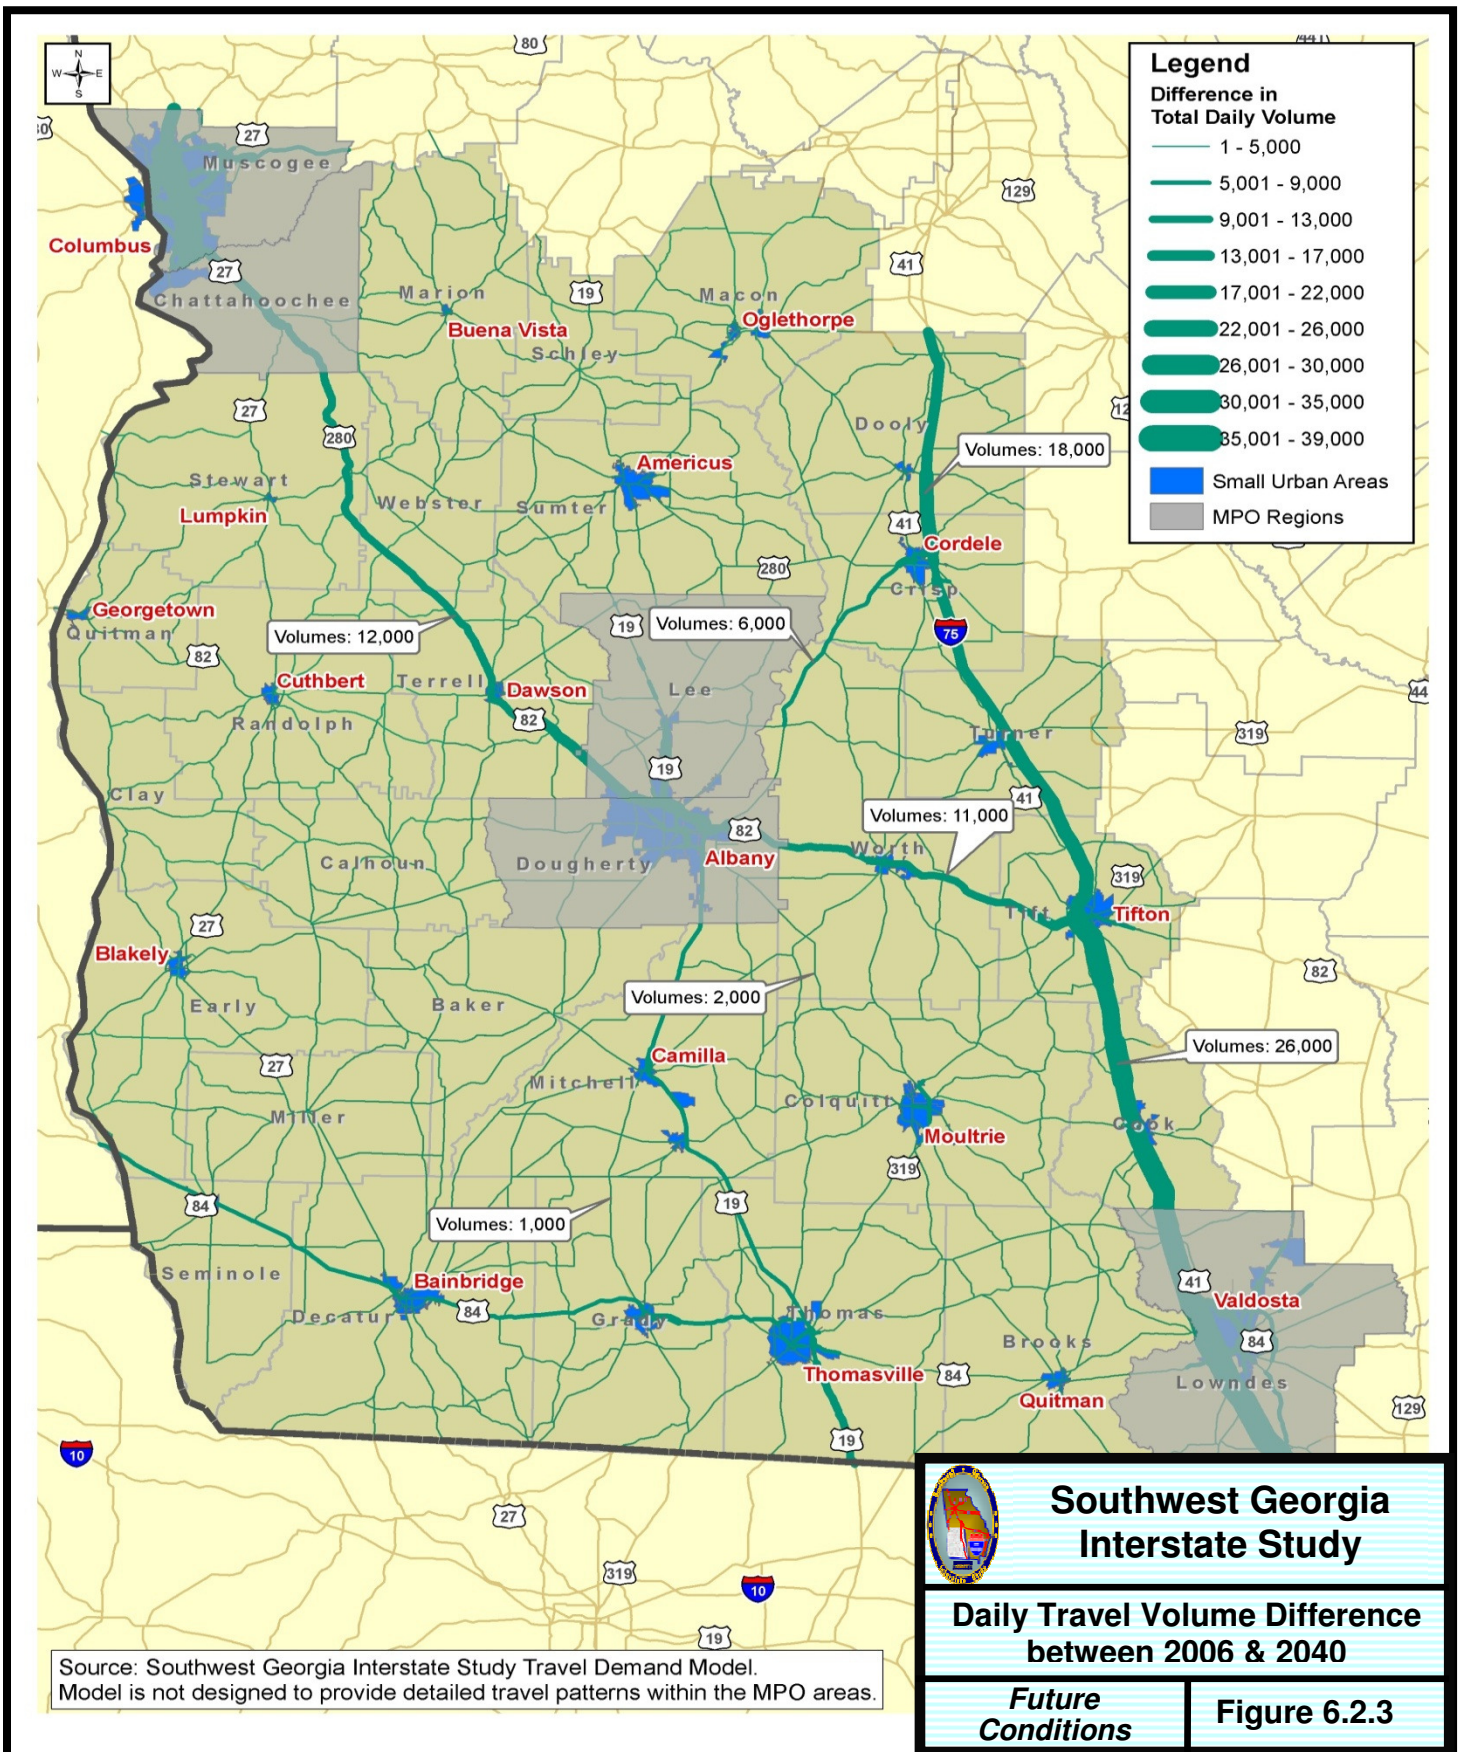 N
W E
S
80
441
80
27
Muscogee
129
Columbus
27
Chattahoochee
Marion
19
Macon
41
Buena Vista
Oglethorpe
Schley
27
280
Dooly
12
Volumes: 18,000
Americus
Stewart
Webster
Sumter
Lumpkin
41
Cordele
280
Crisp
Georgetown
Quitman
Volumes: 12,000
19
Volumes: 6,000
75
82
Cuthbert
Terrell
Dawson
Lee
44
Randolph
82
319
Turner
19
Clay
41
Volumes: 11,000
82
Calhoun
Dougherty
Albany
Worth
319
Tift
Tifton
27
Blakely
82
Early
Baker
Volumes: 2,000
Volumes: 26,000
27
Camilla
Mitchell
Miller
Colquitt
Cook
Moultrie
319
84
19
Volumes: 1,000
Seminole
Bainbridge
41
Valdosta
Decatur
84
Grady
Thomas
84
Brooks
Thomasville
84
Lowndes
Quitman
129
19
10
27
319
10
19
Legend
Difference in
Total Daily Volume
1 - 5,000
5,001 - 9,000
9,001 - 13,000
13,001 - 17,000
17,001 - 22,000
22,001 - 26,000
26,001 - 30,000
30,001 - 35,000
35,001 - 39,000
Small Urban Areas
MPO Regions
Source: Southwest Georgia Interstate Study Travel Demand Model.
Model is not designed to provide detailed travel patterns within the MPO areas.
Southwest Georgia
Interstate Study
Daily Travel Volume Difference
between 2006 & 2040
Future
Conditions
Figure 6.2.3